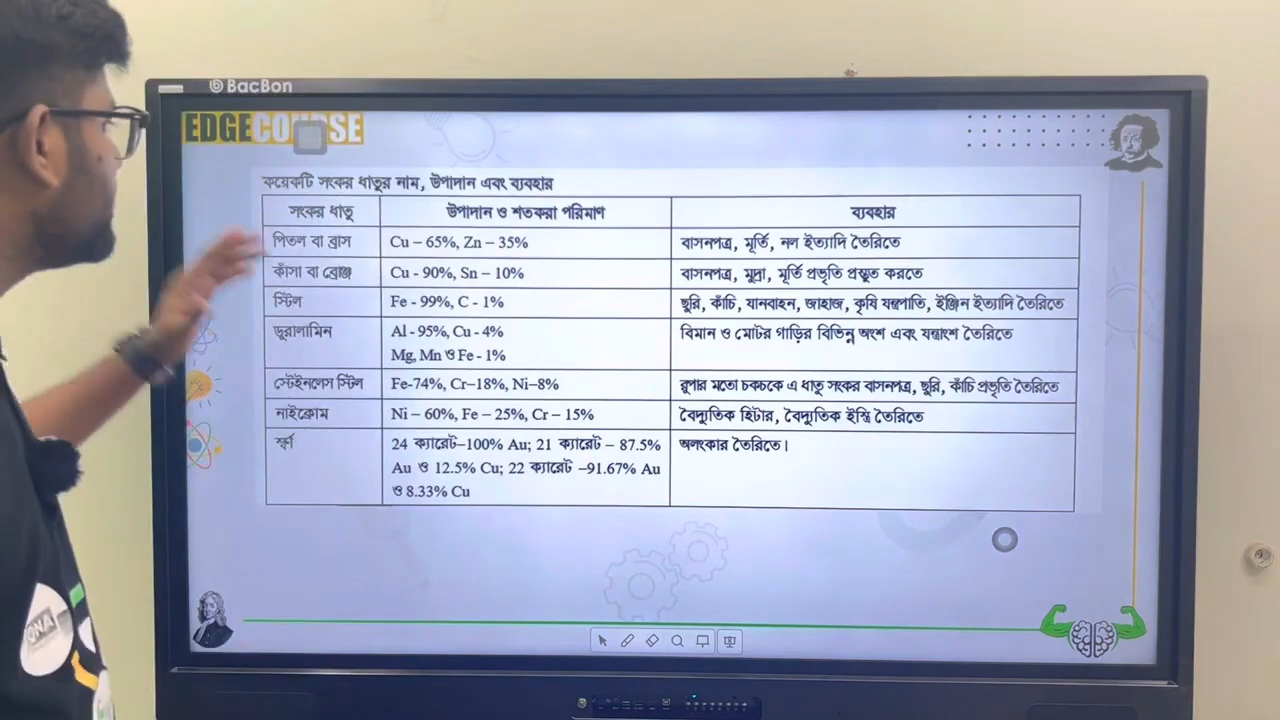 BacBon
EDGECOURSE
কয়েকটি সংকর ধাতুর নাম, উপাদান এবং ব্যবহার
সংকর ধাতু উপাদান ও শতকরা পরিমাণ ব্যবহার
পিতল বা ব্রাস Cu – 65%, Zn – 35% বাসনপত্র, মূর্তি, নল ইত্যাদি তৈরিতে
কাঁসা বা ব্রোঞ্জ Cu - 90%, Sn – 10% বাসনপত্র, মুদ্রা, মূর্তি প্রভৃতি প্রস্তুত করতে
স্টিল Fe - 99%, C - 1% ছুরি, কাঁচি, যানবাহন, জাহাজ, কৃষি যন্ত্রপাতি, ইঞ্জিন ইত্যাদি তৈরিতে
ডুরালামিন Al - 95%, Cu - 4% বিমান ও মোটর গাড়ির বিভিন্ন অংশ এবং যন্ত্রাংশ তৈরিতে
Mg, Mn ও Fe - 1%
স্টেইনলেস স্টিল Fe-74%, Cr–18%, Ni–8% রুপার মতো চকচকে এ ধাতু সংকর বাসনপত্র, ছুরি, কাঁচি প্রভৃতি তৈরিতে
নাইক্রোম Ni – 60%, Fe – 25%, Cr – 15% বৈদ্যুতিক হিটার, বৈদ্যুতিক ইস্ত্রি তৈরিতে
স্বর্ণ 24 ক্যারেট–100% Au; 21 ক্যারেট – 87.5% অলংকার তৈরিতে।
Au ও 12.5% Cu; 22 ক্যারেট –91.67% Au
ও 8.33% Cu